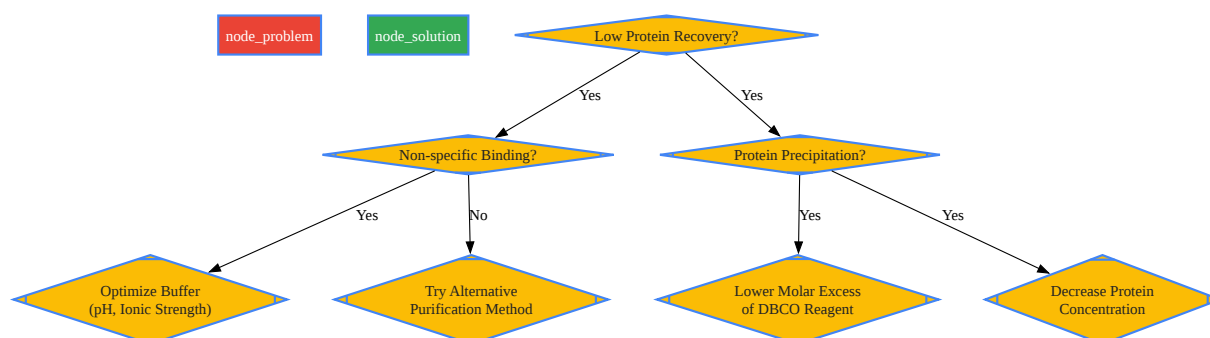 node_problem
node_solution
Low Protein Recovery?
Yes
Yes
Non-specific Binding?
Protein Precipitation?
Yes
No
Yes
Yes
Optimize Buffer
(pH, Ionic Strength)
Try Alternative
Purification Method
Lower Molar Excess
of DBCO Reagent
Decrease Protein
Concentration